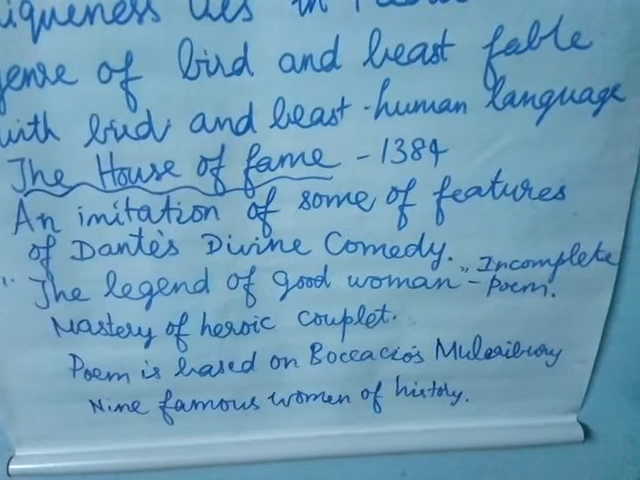 iqueness lies in
genre of bird and beast fable
with bird and beast-human language
The House of fame - 1384
An imitation of some of features
of Dante's Divine Comedy.
"The legend of good woman" - Incomplete Poem.
Mastery of heroic couplet.
Poem is based on Boccacio's
Nine famous women of history.